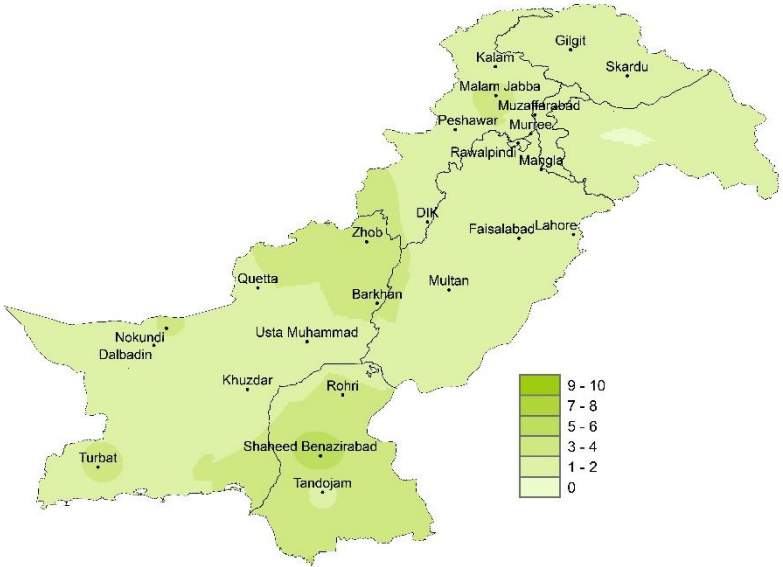 Gilgit
Kalam
Skardu
Malam Jabba
Muzaffarabad
Peshawar
Murree
Rawalpindi
Mangla
DIK
Zhob
Faisalabad
Lahore
Quetta
Multan
Barkhan
Nokundi
Usta Muhammad
Dalbadin
Khuzdar
Rohri
Turbat
Shaheed Benazirabad
Tandojam
9 - 10
7 - 8
5 - 6
3 - 4
1 - 2
0